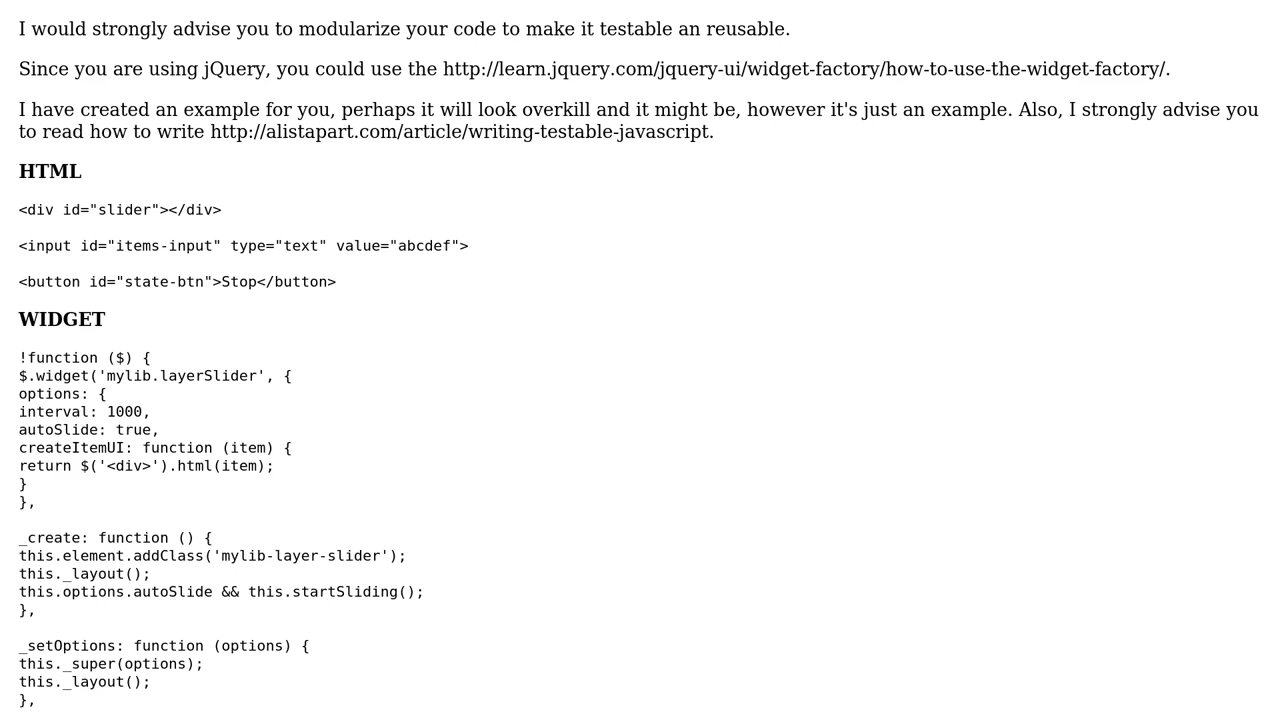 I would strongly advise you to modularize your code to make it testable an reusable.
Since you are using jQuery, you could use the http://learn.jquery.com/jquery-ui/widget-factory/how-to-use-the-widget-factory/.
I have created an example for you, perhaps it will look overkill and it might be, however it's just an example. Also, I strongly advise you
to read how to write http://alistapart.com/article/writing-testable-javascript.
HTML
<div id="slider"></div>
<input id="items-input" type="text" value="abcdef">
<button id="state-btn">Stop</button>
WIDGET
!function ($) {
$.widget('mylib.layerSlider', {
options: {
interval: 1000,
autoSlide: true,
createItemUI: function (item) {
return $('<div>').html(item);
}
},
_create: function () {
this.element.addClass('mylib-layer-slider');
this._layout();
this.options.autoSlide && this.startSliding();
},
_setOptions: function (options) {
this._super(options);
this._layout();
},